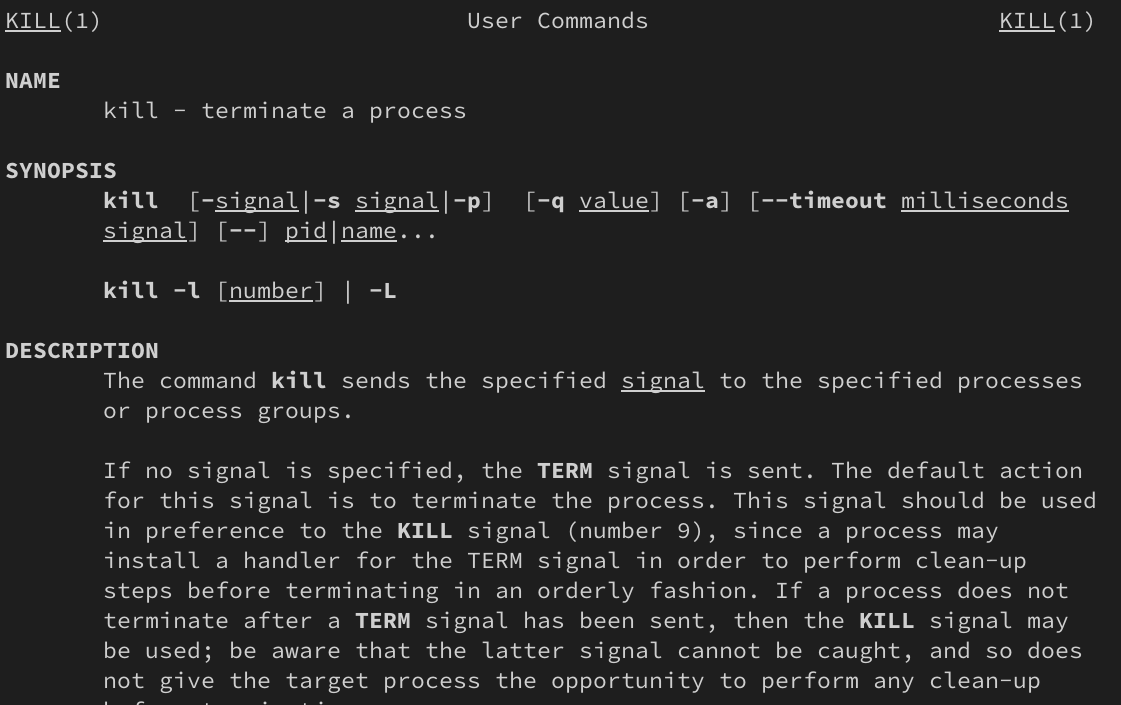 KILL(1) User Commands KILL(1)
NAME
kill - terminate a process
SYNOPSIS
kill [-signal|-s signal|-p] [-q value] [-a] [--timeout milliseconds
signal] [--] pid|name...
kill -l [number] | -L
DESCRIPTION
The command kill sends the specified signal to the specified processes
or process groups.
If no signal is specified, the TERM signal is sent. The default action
for this signal is to terminate the process. This signal should be used
in preference to the KILL signal (number 9), since a process may
install a handler for the TERM signal in order to perform clean-up
steps before terminating in an orderly fashion. If a process does not
terminate after a TERM signal has been sent, then the KILL signal may
be used; be aware that the latter signal cannot be caught, and so does
not give the target process the opportunity to perform any clean-up